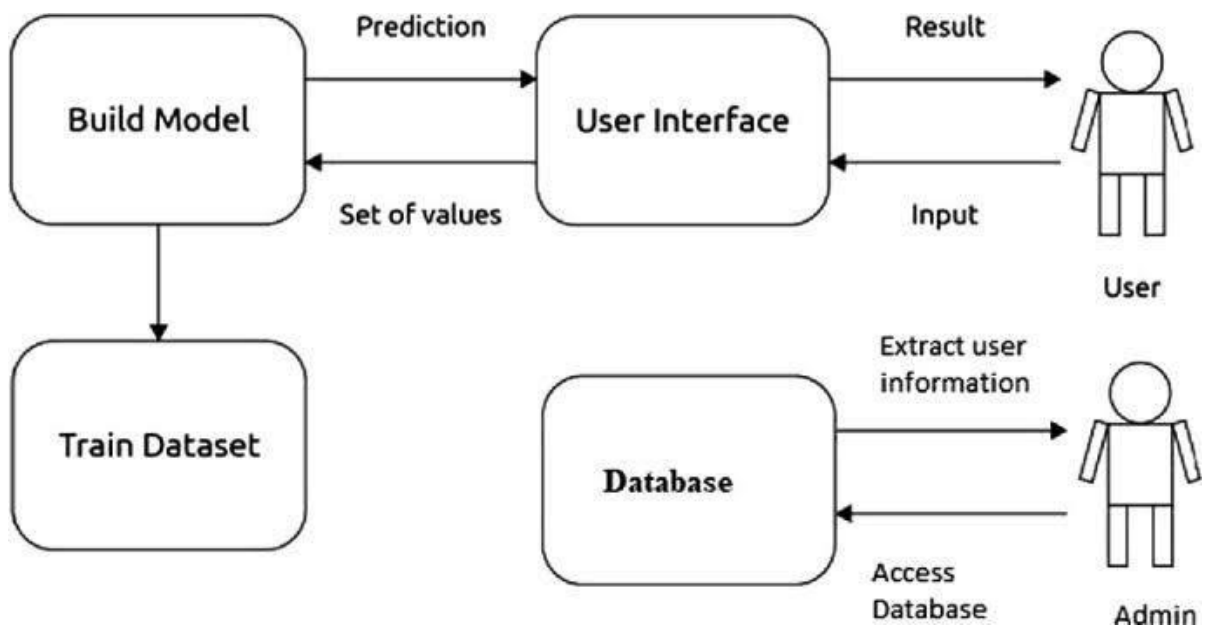 Prediction
Result
Build Model
User Interface
Set of values
Input
User
Extract user
information
Train Dataset
Database
Access
Database
Admin